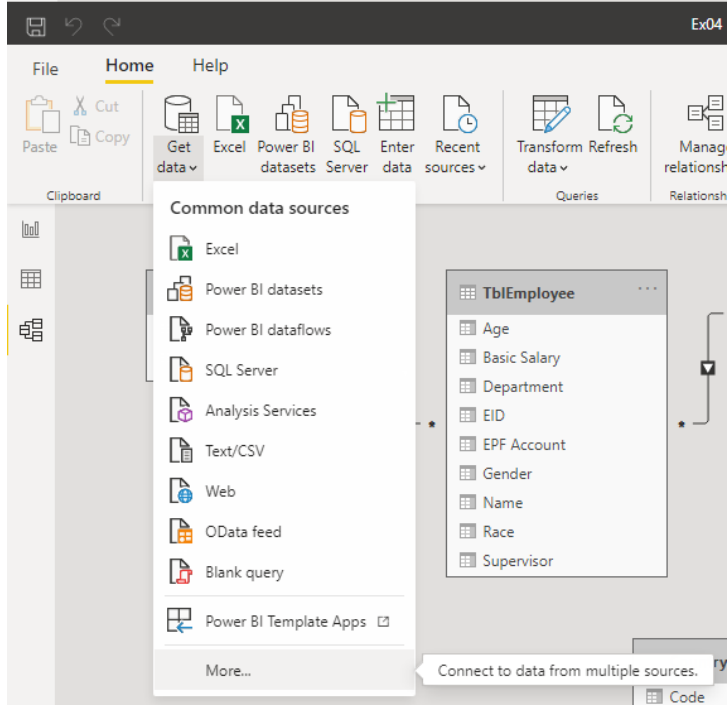 Ex04
File Home Help
Cut
Copy
Paste
Get data
Excel
Power BI datasets
SQL Server
Enter data
Recent sources
Transform data
Refresh
Clipboard
Queries
Common data sources
Excel
Power BI datasets
Power BI dataflows
SQL Server
Analysis Services
Text/CSV
Web
OData feed
Blank query
Power BI Template Apps
More...
Connect to data from multiple sources.
TblEmployee
Age
Basic Salary
Department
EID
EPF Account
Gender
Name
Race
Supervisor
Code